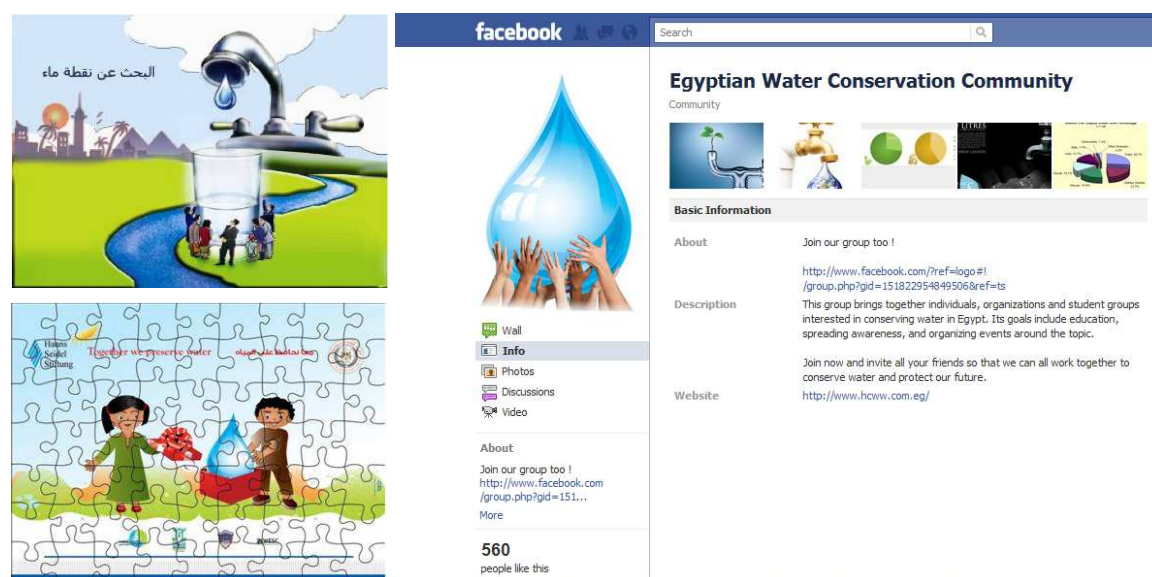 البحث عن نقطة ماء
Hanns
Seidel
Stiftung
Together we preserve water
معا نحافظ على المياه
facebook
Search
Egyptian Water Conservation Community
Community
LITRES
Basic Information
About
Join our group too !
http://www.facebook.com/?ref=logo#!
/group.php?gid=151822954849506&ref=ts
Description
This group brings together individuals, organizations and student groups
interested in conserving water in Egypt. Its goals include education,
spreading awareness, and organizing events around the topic.
Join now and invite all your friends so that we can all work together to
conserve water and protect our future.
Website
http://www.hcww.com.eg/
Wall
Info
Photos
Discussions
Video
About
Join our group too !
http://www.facebook.com
/group.php?gid=151...
More
560
people like this